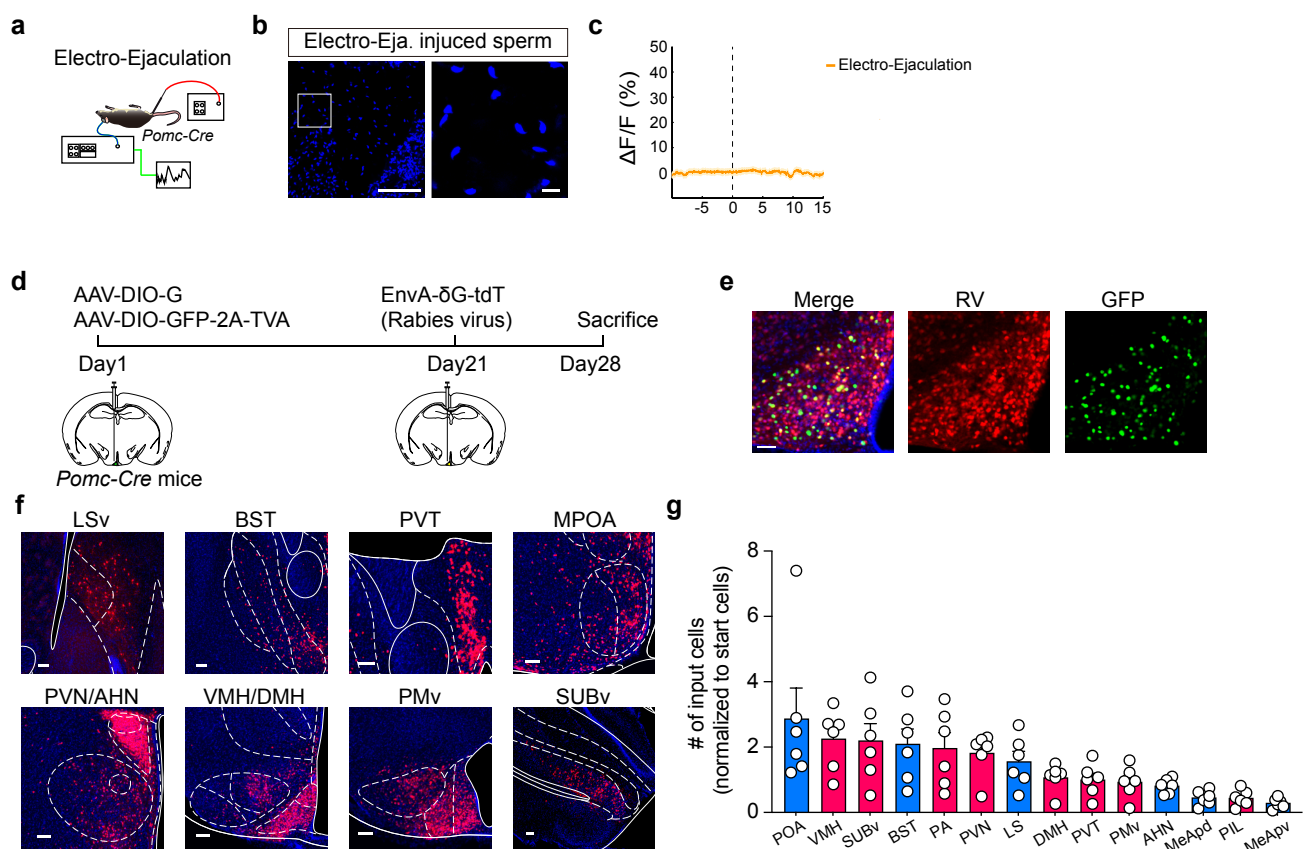 a
Electro-Ejaculation
Pomc-Cre
b
Electro-Eja. injuced sperm
c
50
40
30
20
10
0
ΔF/F (%)
-5
0
5
10
15
Electro-Ejaculation
d
AAV-DIO-G
AAV-DIO-GFP-2A-TVA
EnvA-δG-tdT
(Rabies virus)
Sacrifice
Day1
Day21
Day28
Pomc-Cre mice
e
Merge
RV
GFP
f
LSv
BST
PVT
MPOA
PVN/AHN
VMH/DMH
PMv
SUBv
g
8
6
4
2
0
# of input cells
(normalized to start cells)
POA
VMH
SUBv
BST
PA
PVN
LS
DMH
PVT
PMv
AHN
MeApd
PIL
MeApv